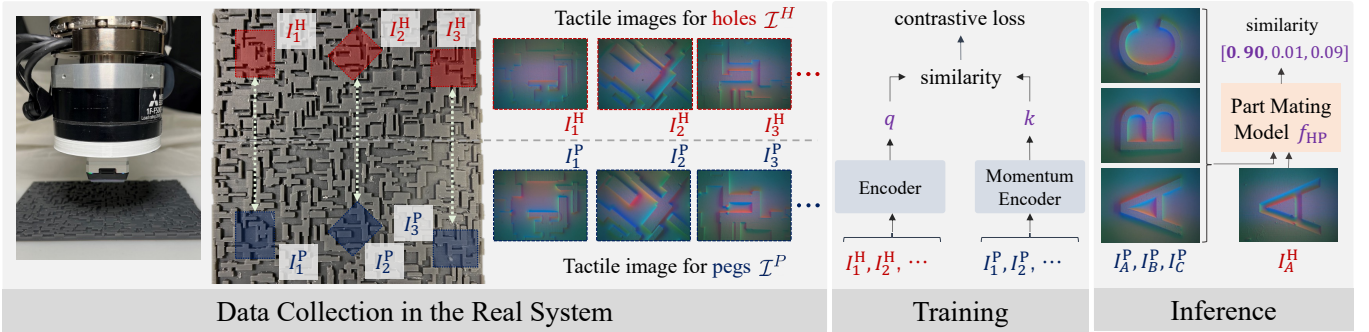 I₁ᴴ
I₂ᴴ
I₃ᴴ
I₁ᴾ
I₂ᴾ
I₃ᴾ
Tactile images for holes ℐᴴ
I₁ᴴ
I₂ᴴ
I₃ᴴ
...
I₁ᴾ
I₂ᴾ
I₃ᴾ
...
Tactile image for pegs ℐᴾ
Data Collection in the Real System
contrastive loss
similarity
q
k
Encoder
Momentum
Encoder
I₁ᴴ, I₂ᴴ, ⋯
I₁ᴾ, I₂ᴾ, ⋯
Training
similarity
[0.90, 0.01, 0.09]
Part Mating
Model f_HP
C
B
A
A
I_Aᴾ, I_Bᴾ, I_Cᴾ
I_Aᴴ
Inference